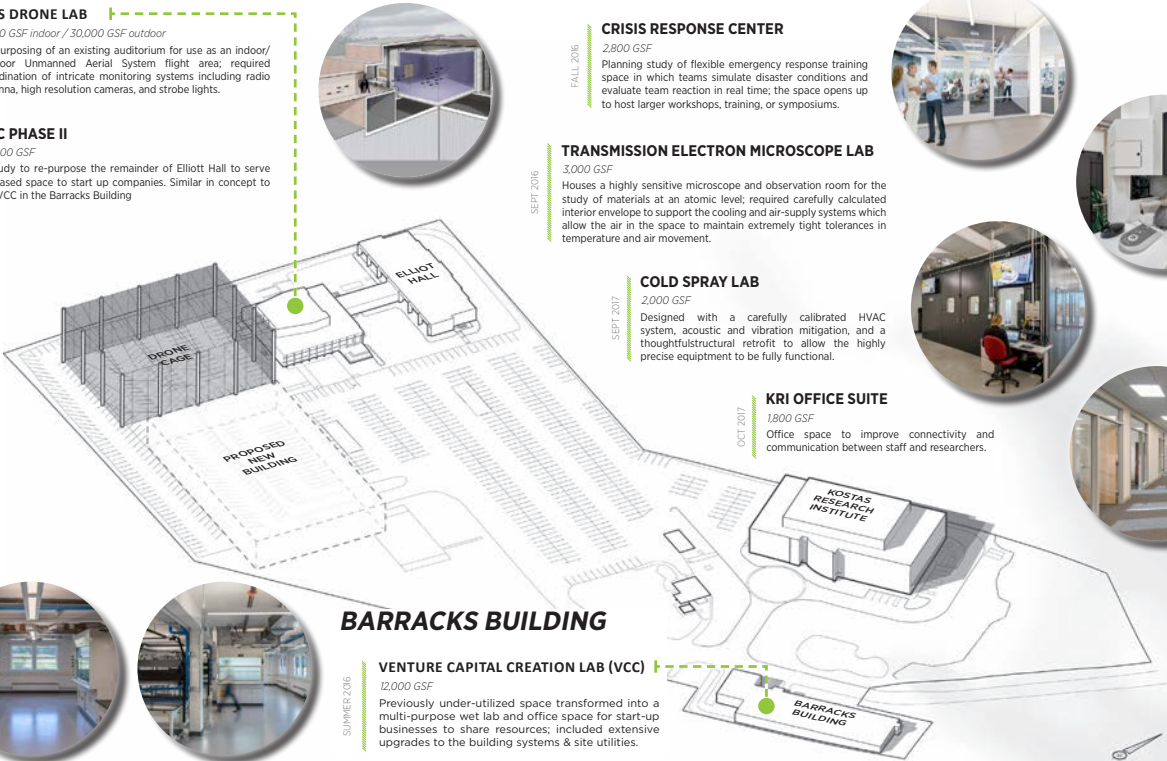 S DRONE LAB
0 GSF indoor / 30,000 GSF outdoor
urposing of an existing auditorium for use as an indoor/
oor Unmanned Aerial System flight area; required
dination of intricate monitoring systems including radio
nna, high resolution cameras, and strobe lights.
C PHASE II
00 GSF
udy to re-purpose the remainder of Elliott Hall to serve
ased space to start up companies. Similar in concept to
VCC in the Barracks Building
FALL 2016
CRISIS RESPONSE CENTER
2,800 GSF
Planning study of flexible emergency response training
space in which teams simulate disaster conditions and
evaluate team reaction in real time; the space opens up
to host larger workshops, training, or symposiums.
SEPT 2016
TRANSMISSION ELECTRON MICROSCOPE LAB
3,000 GSF
Houses a highly sensitive microscope and observation room for the
study of materials at an atomic level; required carefully calculated
interior envelope to support the cooling and air-supply systems which
allow the air in the space to maintain extremely tight tolerances in
temperature and air movement.
SEPT 2017
COLD SPRAY LAB
2,000 GSF
Designed with a carefully calibrated HVAC
system, acoustic and vibration mitigation, and a
thoughtfulstructural retrofit to allow the highly
precise equiptment to be fully functional.
OCT 2017
KRI OFFICE SUITE
1,800 GSF
Office space to improve connectivity and
communication between staff and researchers.
ELLIOT
HALL
DRONE
CAGE
PROPOSED
NEW
BUILDING
KOSTAS
RESEARCH
INSTITUTE
BARRACKS BUILDING
SUMMER 2016
VENTURE CAPITAL CREATION LAB (VCC)
12,000 GSF
Previously under-utilized space transformed into a
multi-purpose wet lab and office space for start-up
businesses to share resources; included extensive
upgrades to the building systems & site utilities.
BARRACKS
BUILDING